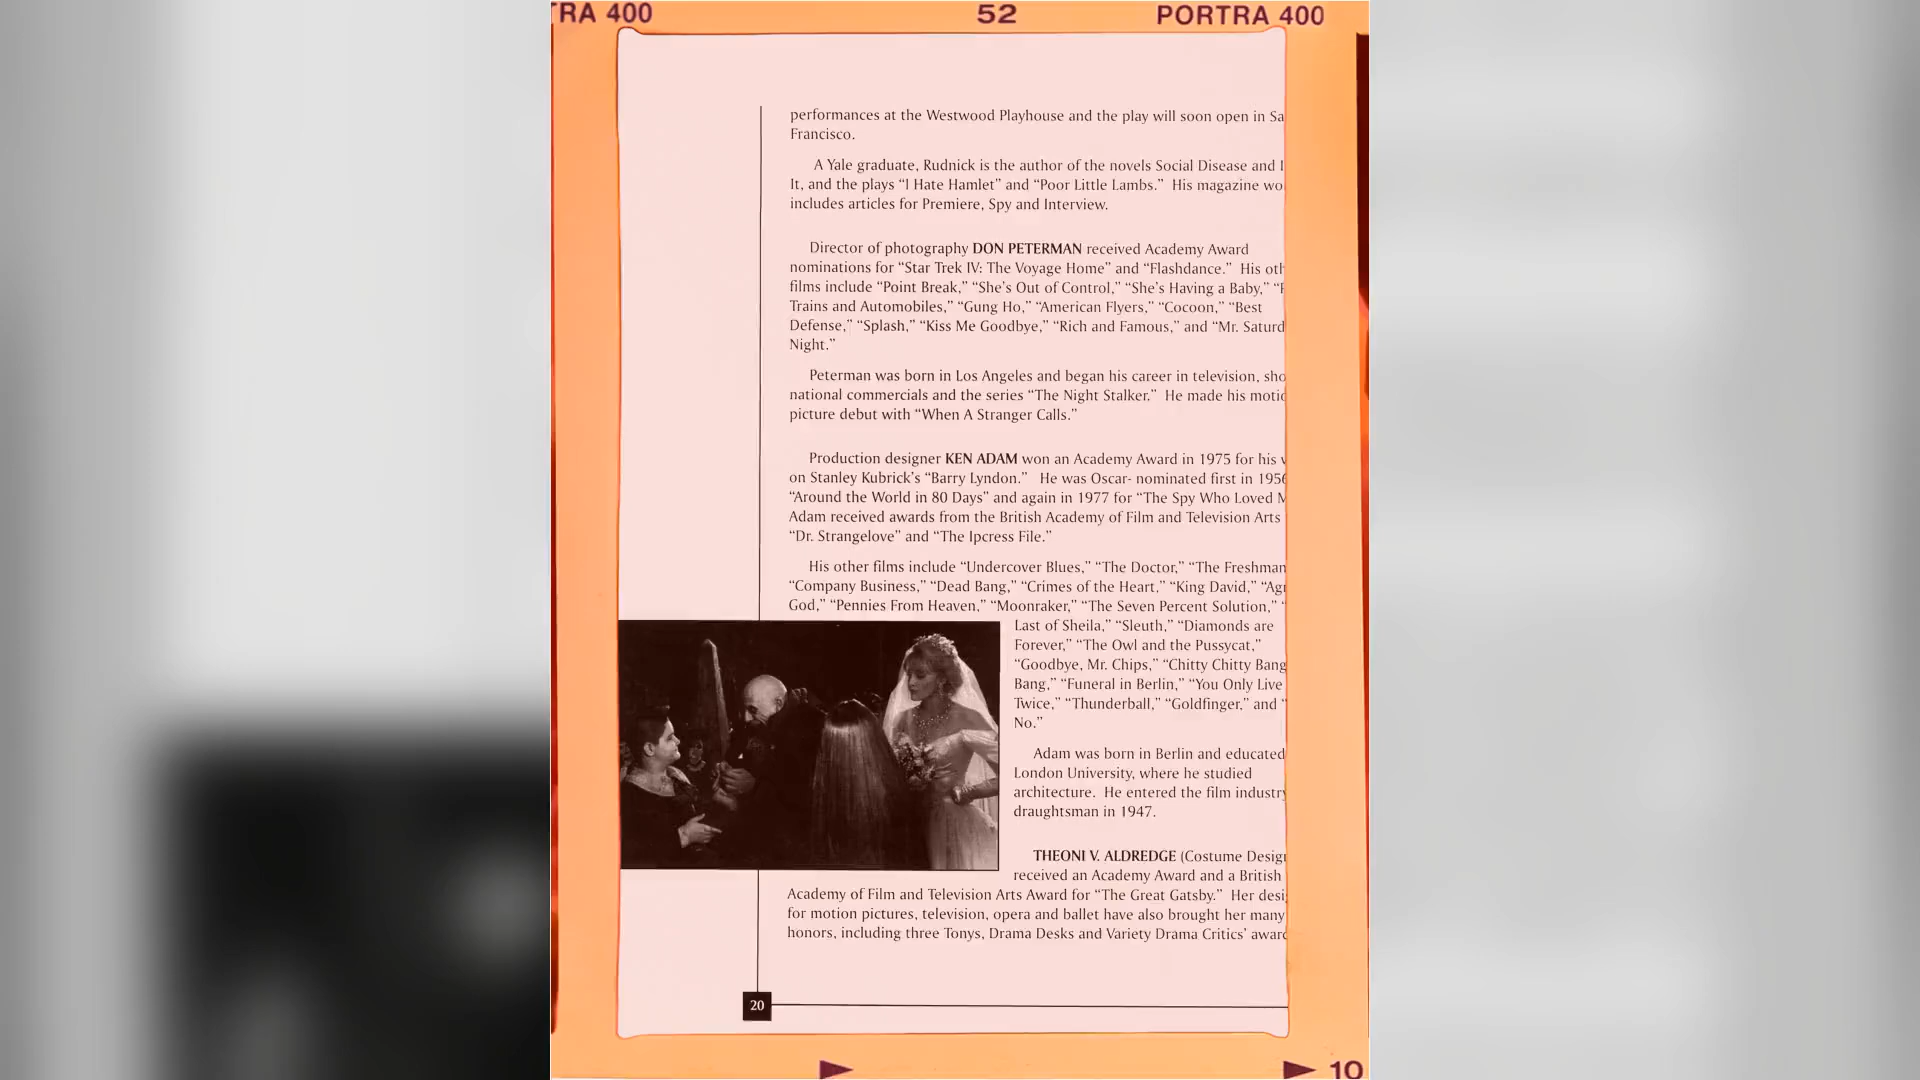 TRA 400 52 PORTRA 400
performances at the Westwood Playhouse and the play will soon open in Sa
Francisco.
A Yale graduate, Rudnick is the author of the novels Social Disease and I
It, and the plays “I Hate Hamlet” and “Poor Little Lambs.” His magazine wo
includes articles for Premiere, Spy and Interview.
Director of photography DON PETERMAN received Academy Award
nominations for “Star Trek IV: The Voyage Home” and “Flashdance.” His oth
films include “Point Break,” “She’s Out of Control,” “She’s Having a Baby,” “
Trains and Automobiles,” “Gung Ho,” “American Flyers,” “Cocoon,” “Best
Defense,” “Splash,” “Kiss Me Goodbye,” “Rich and Famous,” and “Mr. Saturd
Night.”
Peterman was born in Los Angeles and began his career in television, sho
national commercials and the series “The Night Stalker.” He made his motio
picture debut with “When A Stranger Calls.”
Production designer KEN ADAM won an Academy Award in 1975 for his
on Stanley Kubrick’s “Barry Lyndon.” He was Oscar- nominated first in 1956
“Around the World in 80 Days” and again in 1977 for “The Spy Who Loved M
Adam received awards from the British Academy of Film and Television Arts
“Dr. Strangelove” and “The Ipcress File.”
His other films include “Undercover Blues,” “The Doctor,” “The Freshman
“Company Business,” “Dead Bang,” “Crimes of the Heart,” “King David,” “Agn
God,” “Pennies From Heaven,” “Moonraker,” “The Seven Percent Solution,” “
Last of Sheila,” “Sleuth,” “Diamonds are
Forever,” “The Owl and the Pussycat,”
“Goodbye, Mr. Chips,” “Chitty Chitty Bang
Bang,” “Funeral in Berlin,” “You Only Live
Twice,” “Thunderball,” “Goldfinger,” and “
No.”
Adam was born in Berlin and educated
London University, where he studied
architecture. He entered the film industry
draughtsman in 1947.
THEONI V. ALDREDGE (Costume Design
received an Academy Award and a British
Academy of Film and Television Arts Award for “The Great Gatsby.” Her desi
for motion pictures, television, opera and ballet have also brought her many
honors, including three Tonys, Drama Desks and Variety Drama Critics’ award
20
10